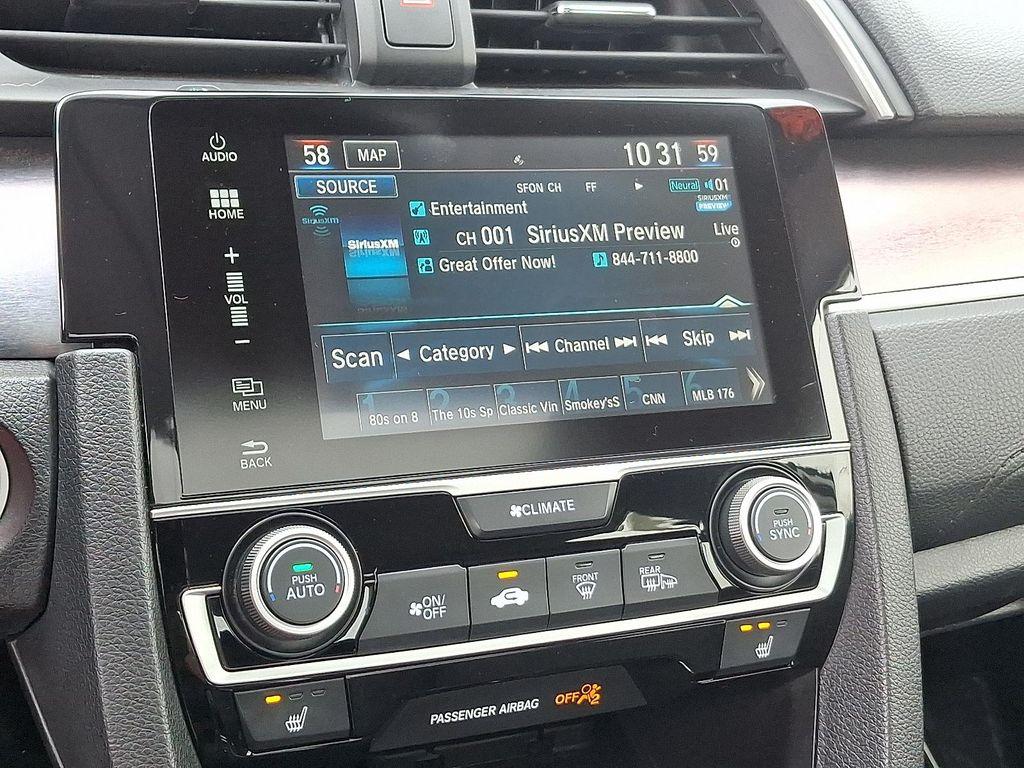 AUDIO
HOME
VOL
MENU
BACK
58 MAP 10 31 59
SOURCE SFON CH FF Neural 01
SIRIUSXM
PREVIEW
SiriusXM
SiriusXM
Entertainment
CH 001 SiriusXM Preview Live
Great Offer Now! 844-711-8800
Scan Category Channel Skip
1 2 3 4 5 6
80s on 8 The 10s Sp Classic Vin Smokey'sS CNN MLB 176
CLIMATE
PUSH
AUTO
ON/
OFF
FRONT
REAR
PUSH
SYNC
PASSENGER AIRBAG OFF 2